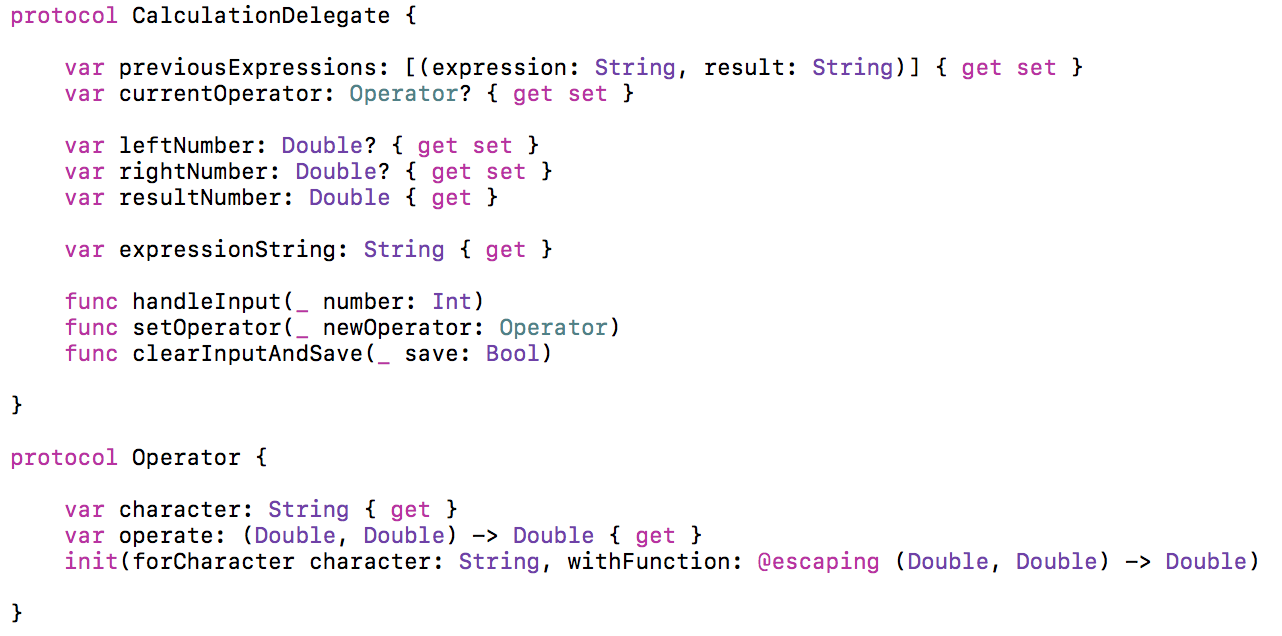 protocol CalculationDelegate {
var previousExpressions: [(expression: String, result: String)] { get set }
var currentOperator: Operator? { get set }
var leftNumber: Double? { get set }
var rightNumber: Double? { get set }
var resultNumber: Double { get }
var expressionString: String { get }
func handleInput(_ number: Int)
func setOperator(_ newOperator: Operator)
func clearInputAndSave(_ save: Bool)
}
protocol Operator {
var character: String { get }
var operate: (Double, Double) -> Double { get }
init(forCharacter character: String, withFunction: @escaping (Double, Double) -> Double)
}